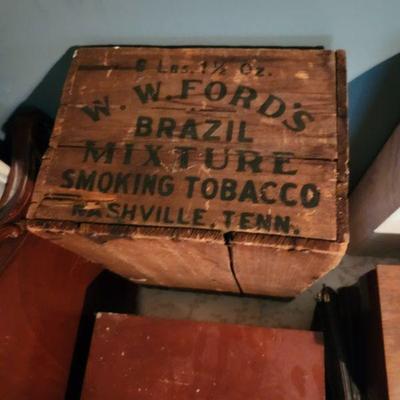 6 LBS. 1½ OZ.
W. W. FORD'S
BRAZIL
MIXTURE
SMOKING TOBACCO
NASHVILLE, TENN.